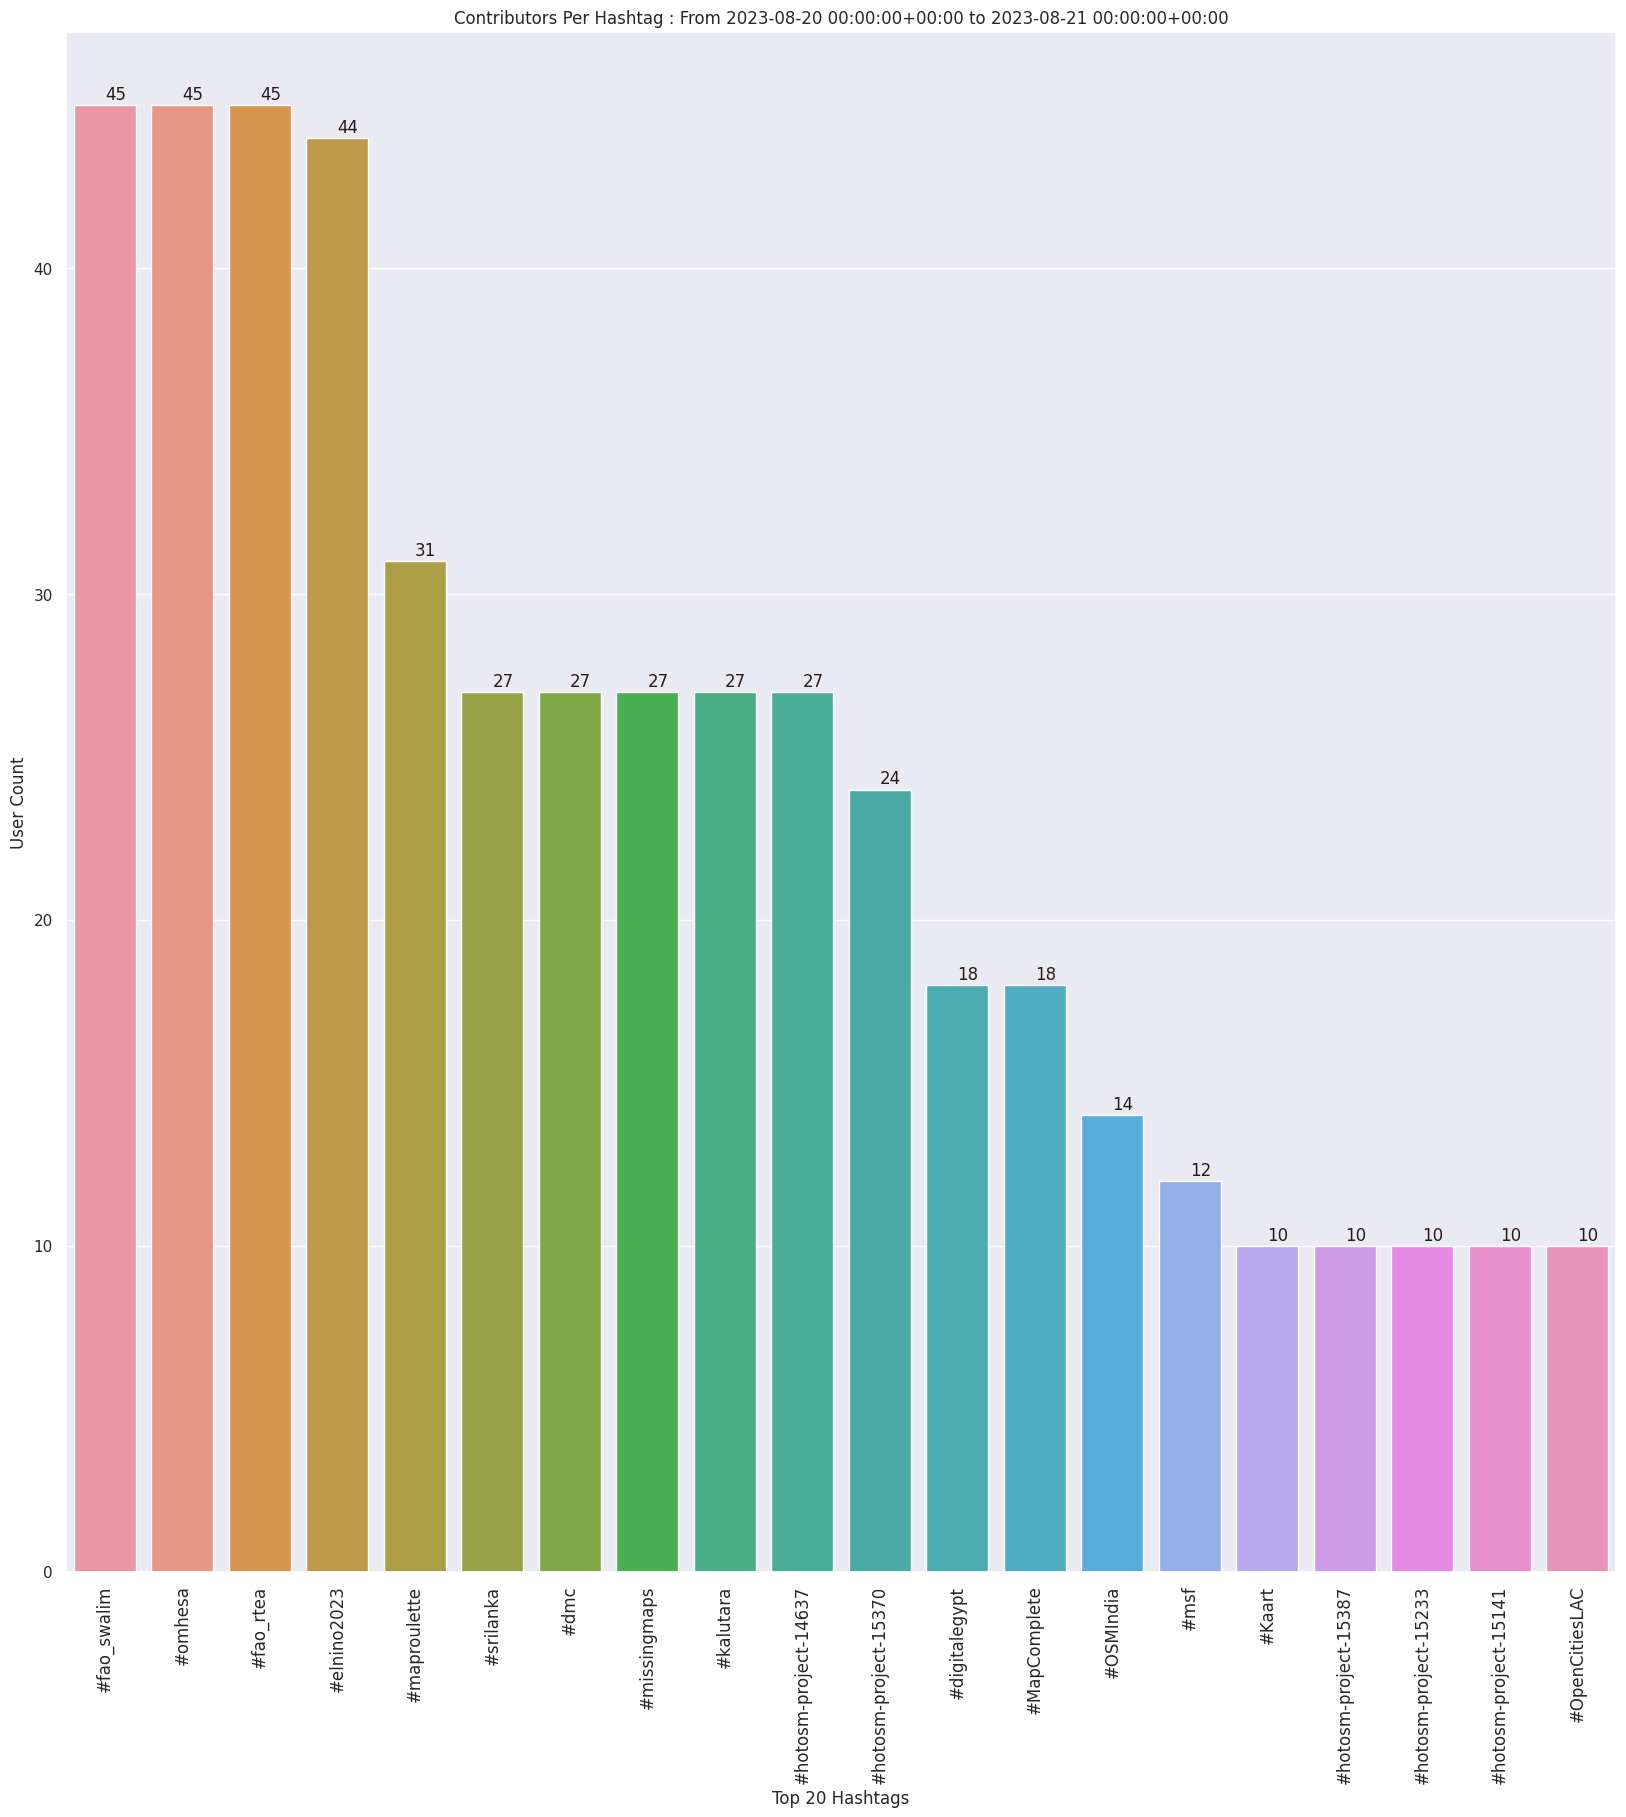 Contributors Per Hashtag : From 2023-08-20 00:00:00+00:00 to 2023-08-21 00:00:00+00:00
45
45
45
44
31
27
27
27
27
27
24
18
18
14
12
10
10
10
10
10
User Count
40
30
20
10
0
#fao_swalim
#omhesa
#fao_rtea
#elnino2023
#maproulette
#srilanka
#dmc
#missingmaps
#kalutara
#hotosm-project-14637
#hotosm-project-15370
#digitalegypt
#MapComplete
#OSMIndia
#msf
#Kaart
#hotosm-project-15387
#hotosm-project-15233
#hotosm-project-15141
#OpenCitiesLAC
Top 20 Hashtags